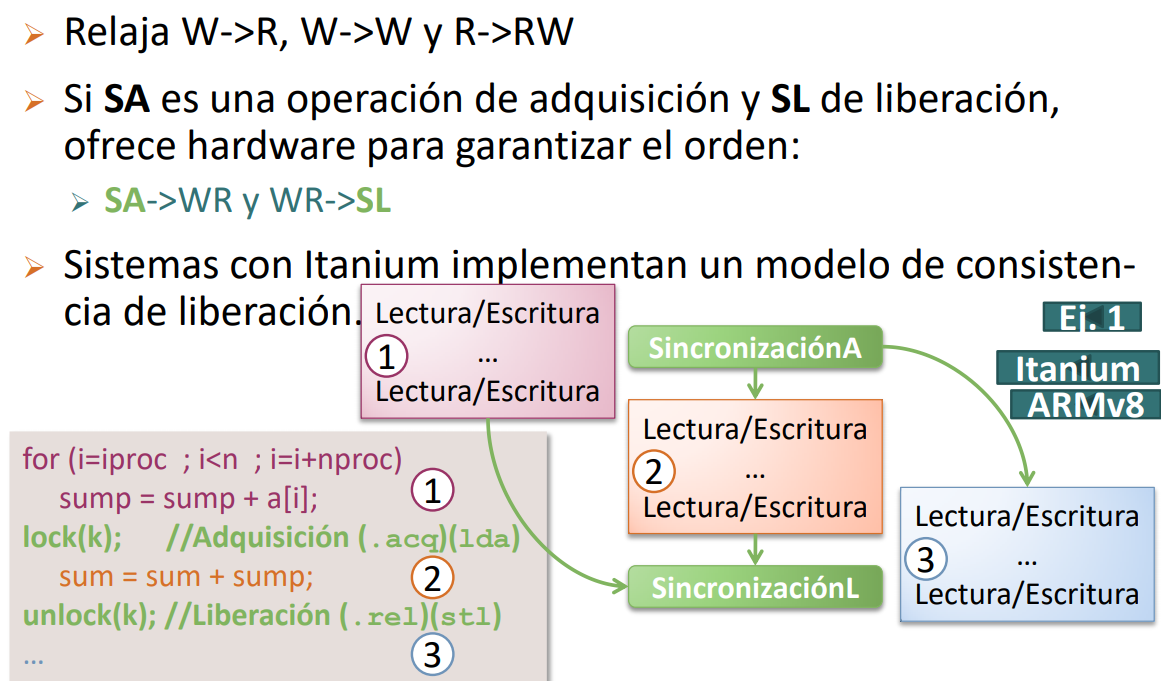 Relaja W->R, W->W y R->RW
Si SA es una operación de adquisición y SL de liberación,
ofrece hardware para garantizar el orden:
SA->WR y WR->SL
Sistemas con Itanium implementan un modelo de consisten-
cia de liberación.
Lectura/Escritura
1
...
Lectura/Escritura
SincronizaciónA
Lectura/Escritura
2
...
Lectura/Escritura
SincronizaciónL
Ej. 1
Itanium
ARMv8
Lectura/Escritura
3
...
Lectura/Escritura
for (i=iproc ; i<n ; i=i+nproc)
sump = sump + a[i]; 1
lock(k); //Adquisición (.acq)(lda)
sum = sum + sump; 2
unlock(k); //Liberación (.rel)(stl)
... 3